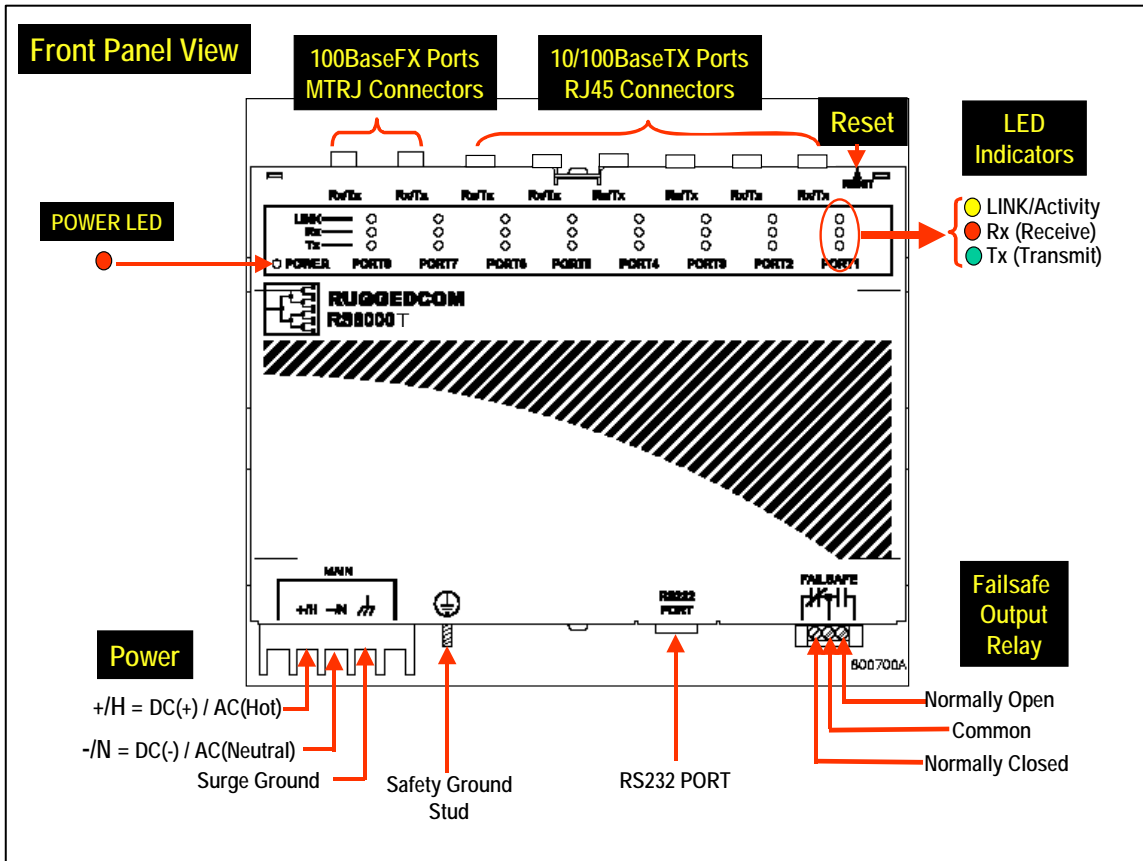 Front Panel View
100BaseFX Ports
MTRJ Connectors
10/100BaseTX Ports
RJ45 Connectors
Reset
LED
Indicators
RESET
Rx/Tx Rx/Tx Rx/Tx Rx/Tx Rx/Tx Rx/Tx Rx/Tx Rx/Tx
POWER LED
LINK
Rx
Tx
LINK/Activity
Rx (Receive)
Tx (Transmit)
POWER PORT8 PORT7 PORT6 PORT5 PORT4 PORT3 PORT2 PORT1
RUGGEDCOM
RS8000T
MAIN
+/H -/N
RS232
PORT
FAILSAFE
Failsafe
Output
Relay
Power
800700A
+/H = DC(+) / AC(Hot)
-/N = DC(-) / AC(Neutral)
Surge Ground
Safety Ground
Stud
RS232 PORT
Normally Open
Common
Normally Closed